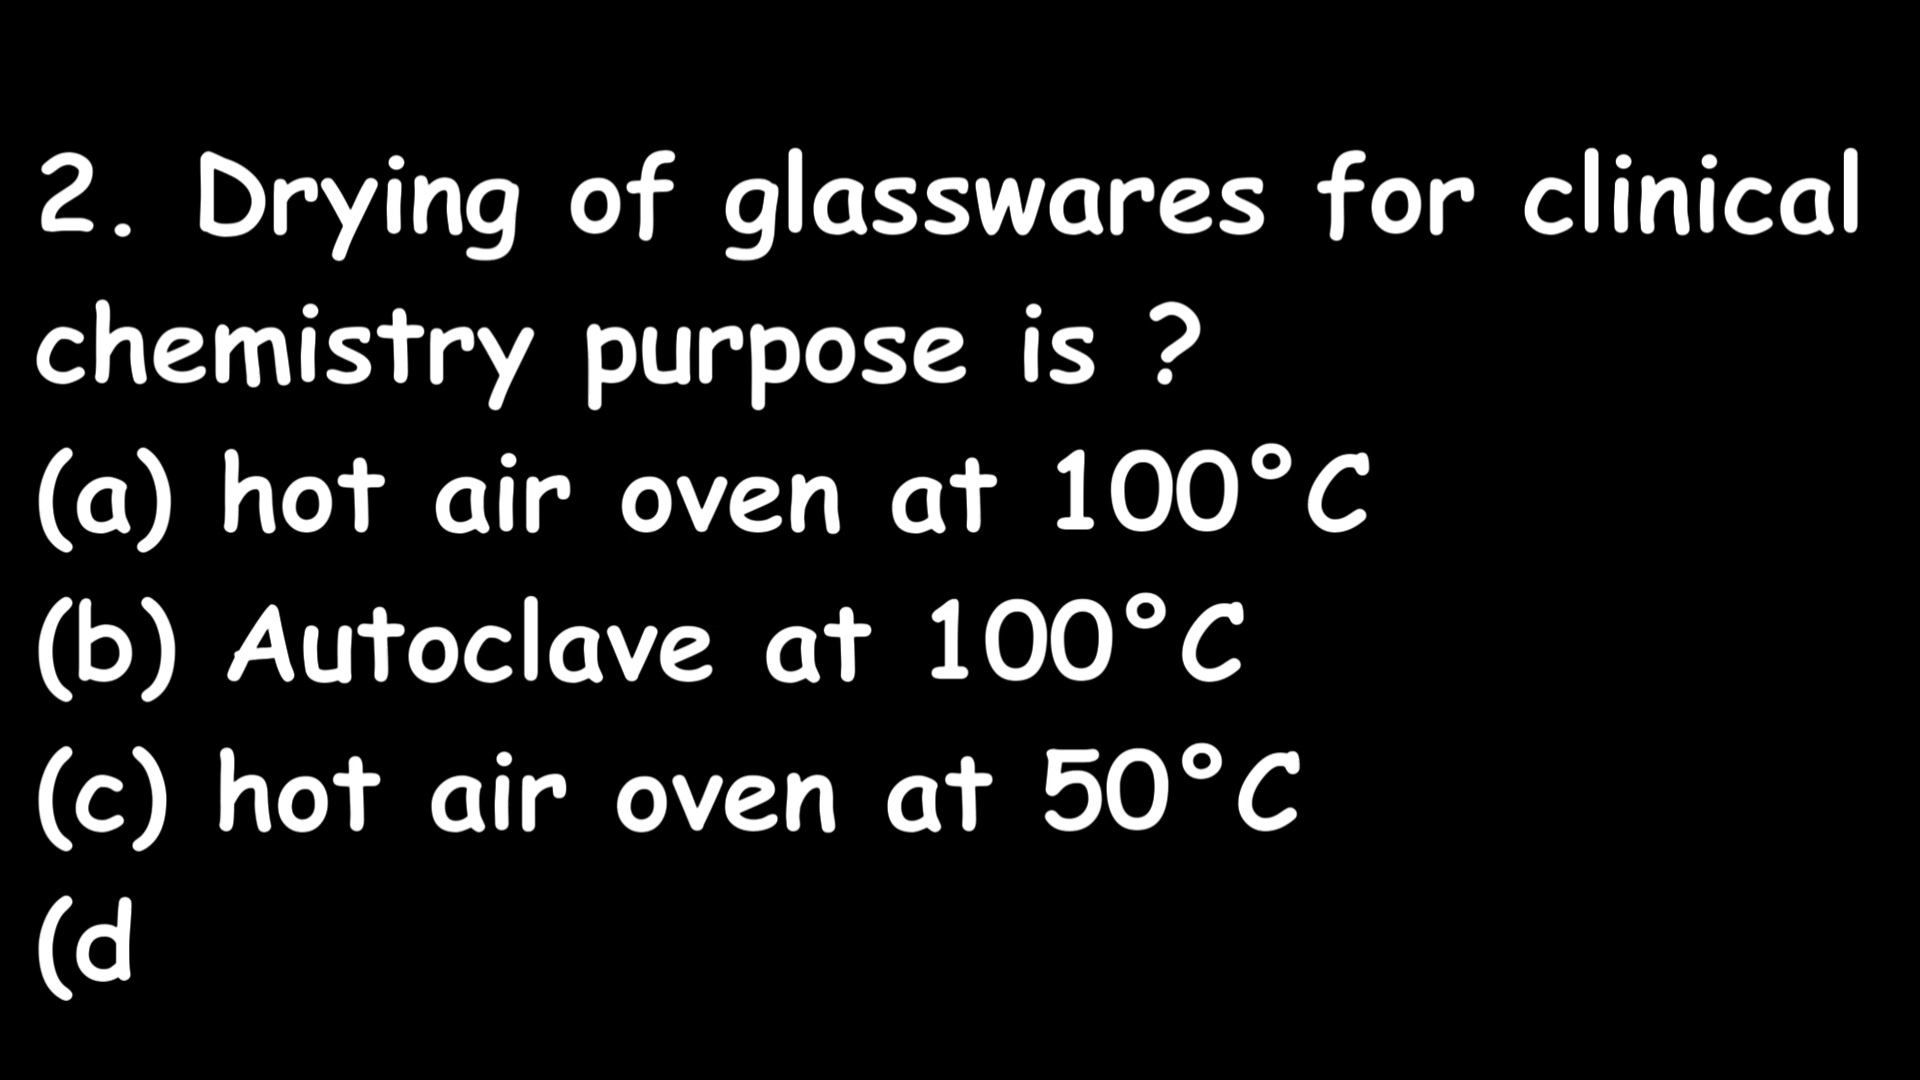 2. Drying of glasswares for clinical
chemistry purpose is ?
(a) hot air oven at 100°C
(b) Autoclave at 100°C
(c) hot air oven at 50°C
(d